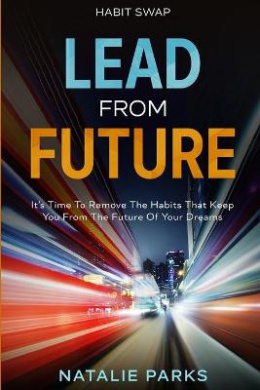 HABIT SWAP
LEAD
FROM
FUTURE
It's Time To Remove The Habits That Keep
You From The Future Of Your Dreams
NATALIE PARKS